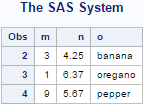 The SAS System
Obs m n o
2 3 4.25 banana
3 1 6.37 oregano
4 9 5.67 pepper